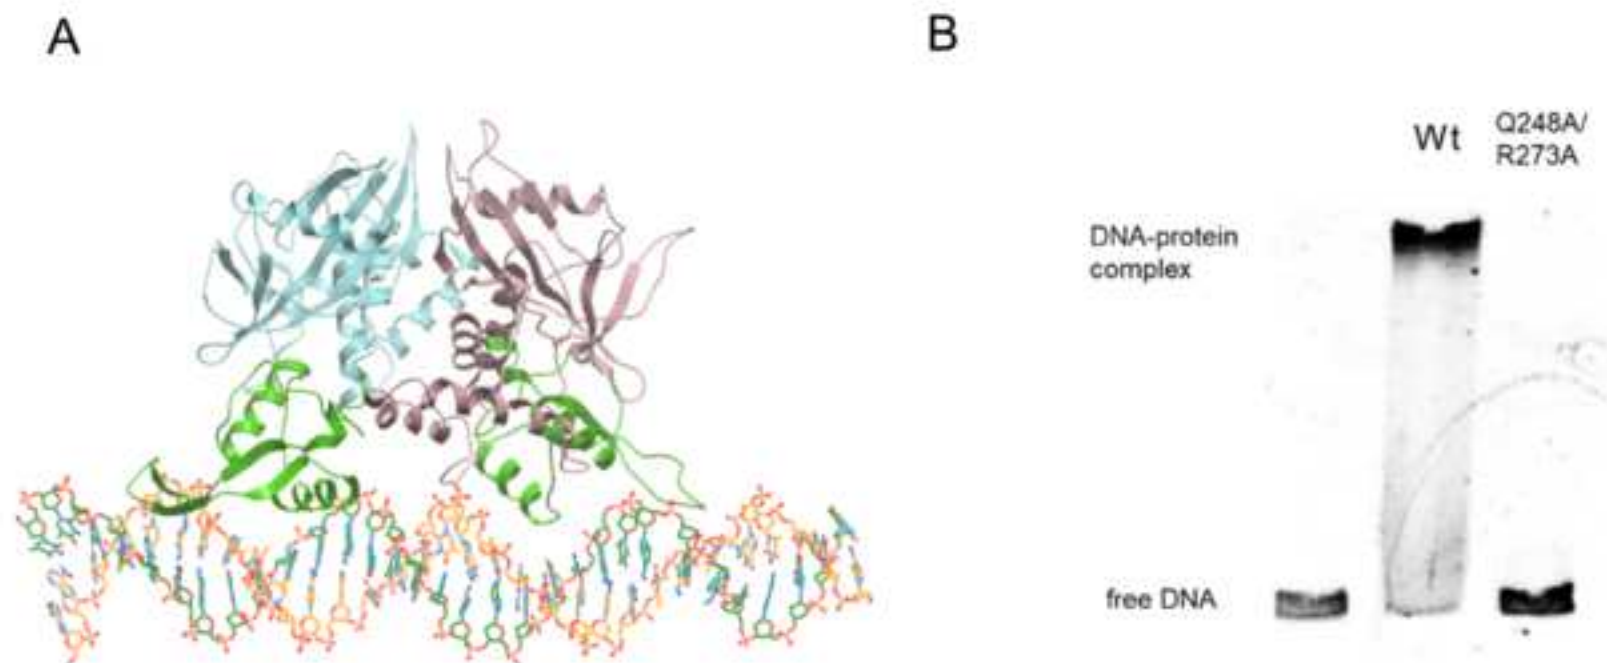 A
B
Wt
Q248A/
R273A
DNA-protein
complex
free DNA